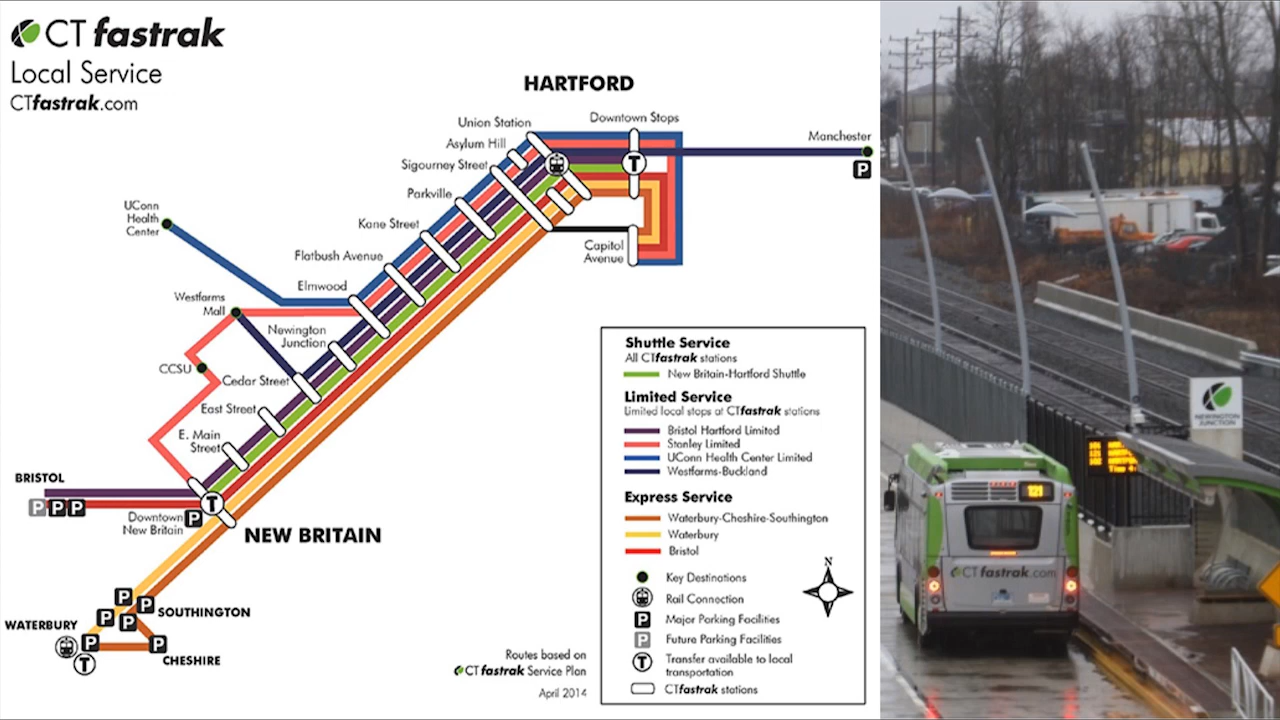 CT fastrak
Local Service
CTfastrak.com
HARTFORD
Union Station
Downtown Stops
Asylum Hill
Manchester
Sigourney Street
P
T
Parkville
UConn
Health
Center
Kane Street
Capitol
Avenue
Flatbush Avenue
Elmwood
Westfarms
Mall
Newington
Junction
CCSU
Cedar Street
East Street
E. Main
Street
BRISTOL
P P P
T
Downtown
New Britain
P
NEW BRITAIN
P
P
P P
SOUTHINGTON
WATERBURY
P
P
T
CHESHIRE
Routes based on
CTfastrak Service Plan
April 2014
Shuttle Service
All CTfastrak stations
New Britain-Hartford Shuttle
Limited Service
Limited local stops at CTfastrak stations
Bristol Hartford Limited
Stanley Limited
UConn Health Center Limited
Westfarms-Buckland
Express Service
Waterbury-Cheshire-Southington
Waterbury
Bristol
N
Key Destinations
Rail Connection
P Major Parking Facilities
P Future Parking Facilities
T Transfer available to local
transportation
CTfastrak stations
NEWINGTON
JUNCTION
121
CTfastrak.com